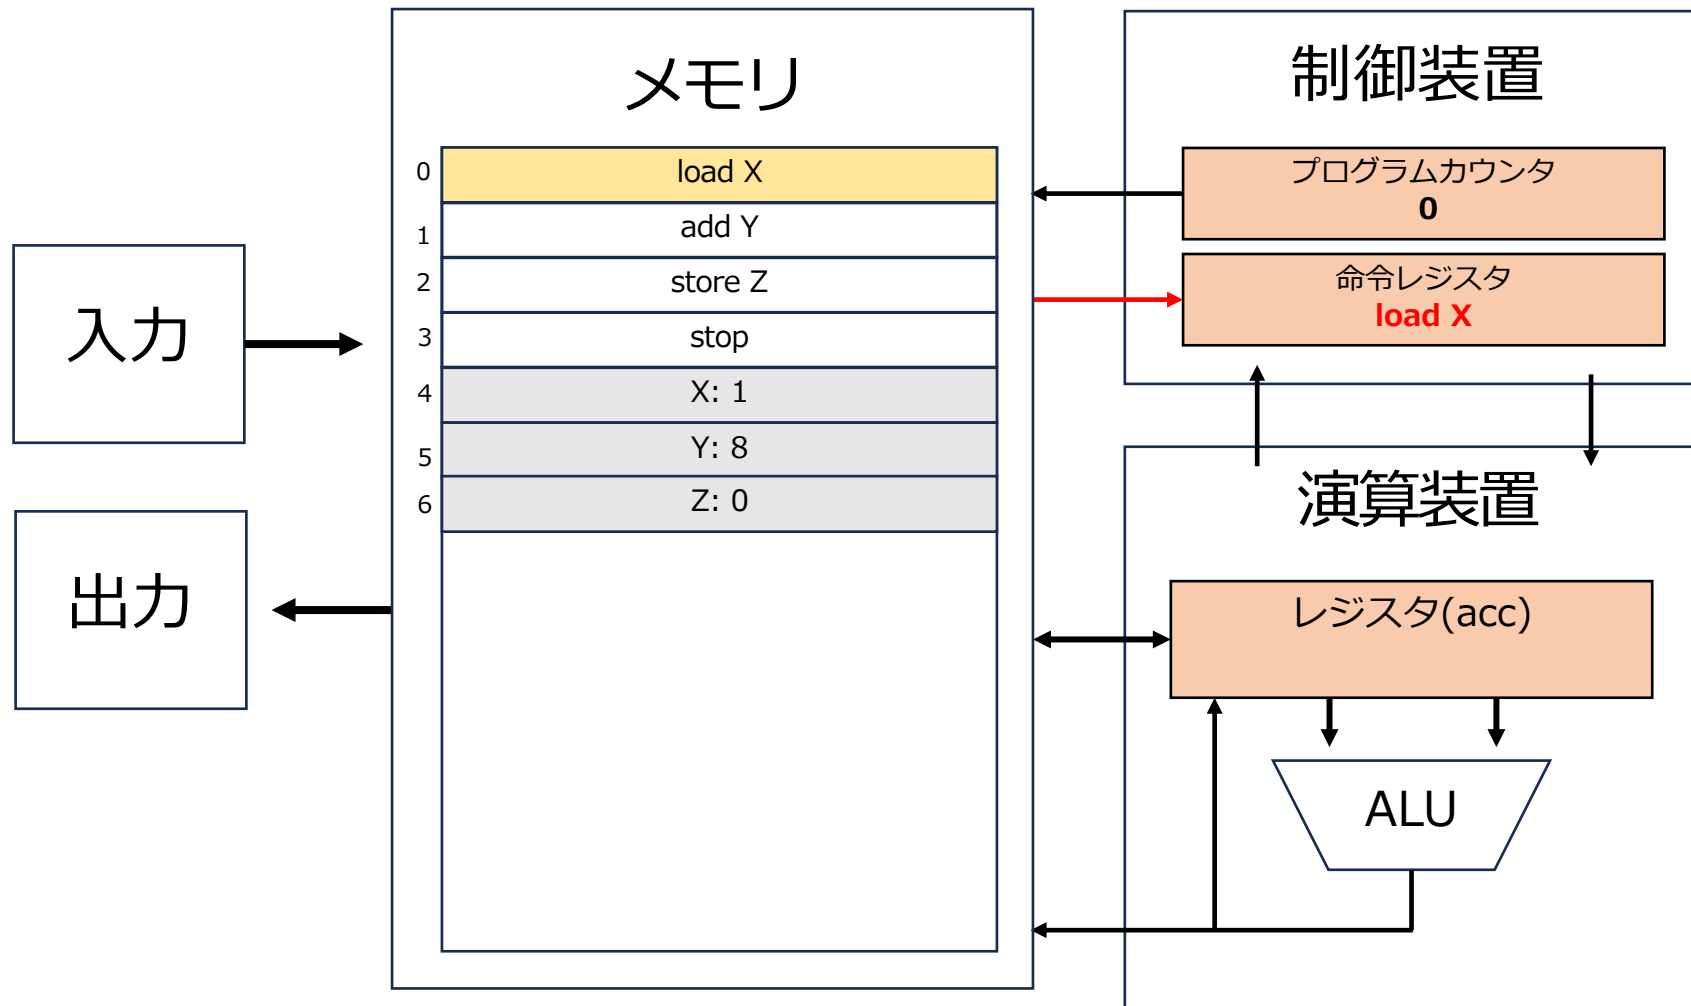 メモリ
0
load X
1
add Y
2
store Z
3
stop
4
X: 1
5
Y: 8
6
Z: 0
入力
出力
制御装置
プログラムカウンタ
0
命令レジスタ
load X
演算装置
レジスタ(acc)
ALU